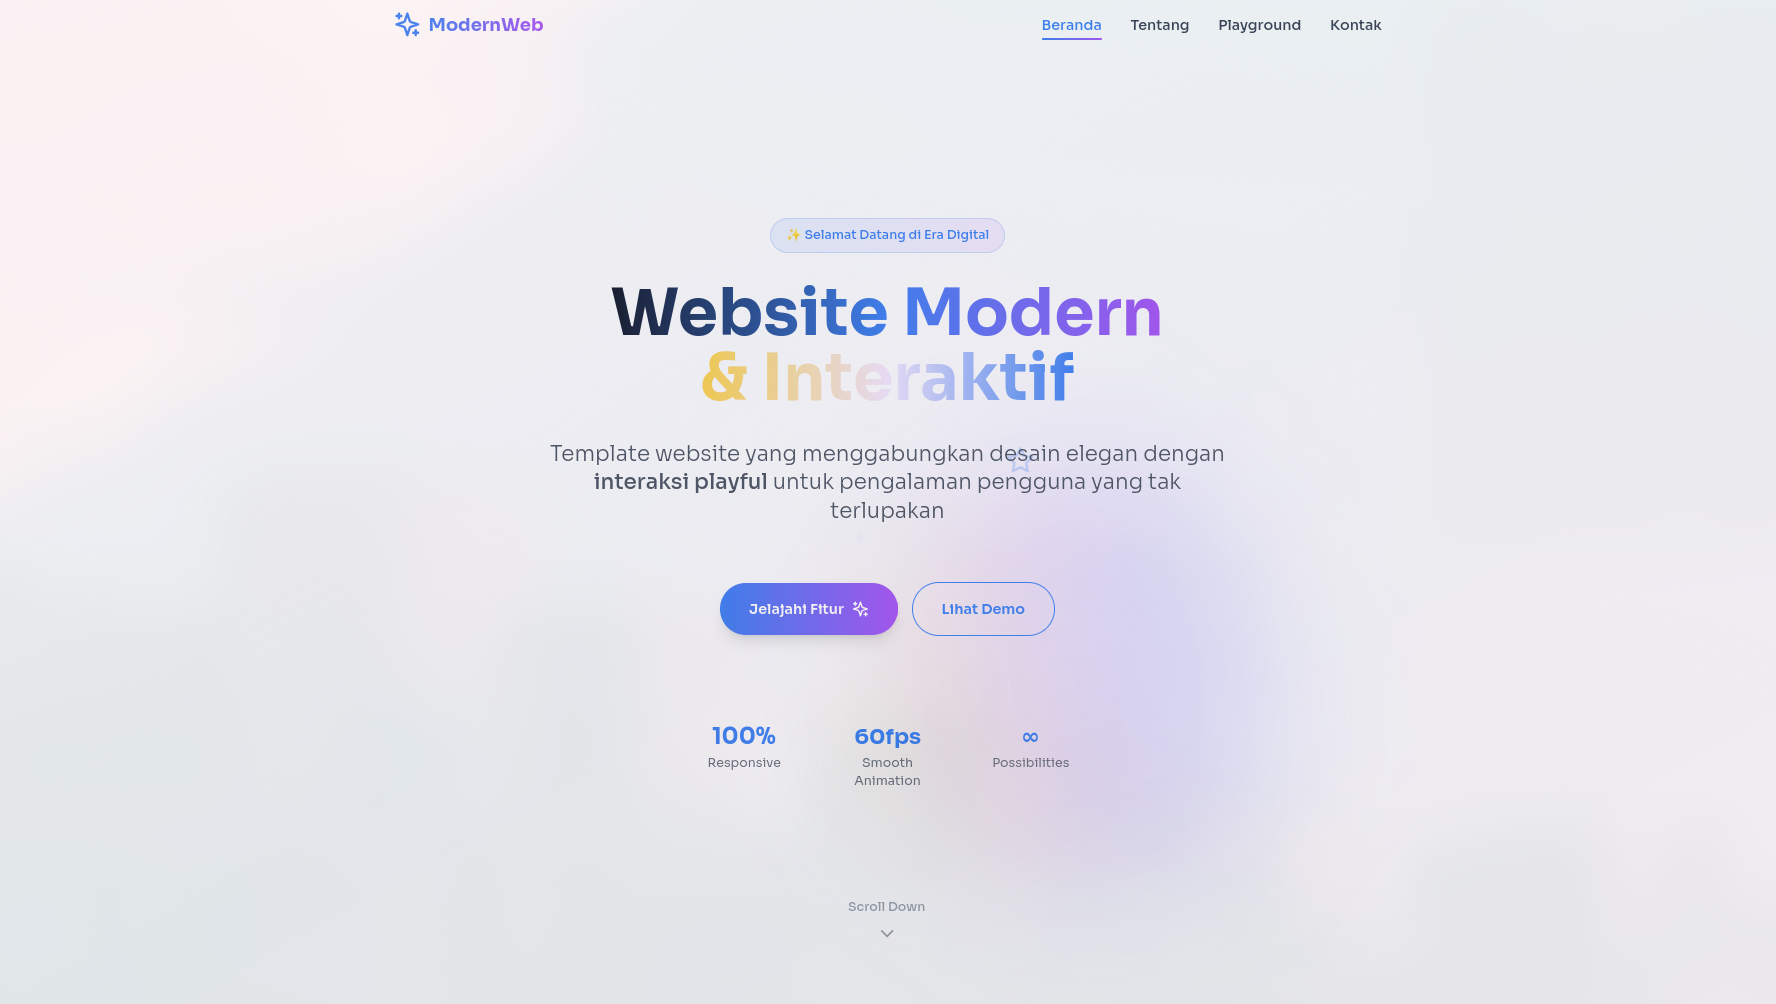 ModernWeb
Beranda
Tentang
Playground
Kontak
✨ Selamat Datang di Era Digital
Website Modern
& Interaktif
Template website yang menggabungkan desain elegan dengan
interaksi playful untuk pengalaman pengguna yang tak
terlupakan
Jelajahi Fitur
Lihat Demo
100%
Responsive
60fps
Smooth
Animation
∞
Possibilities
Scroll Down